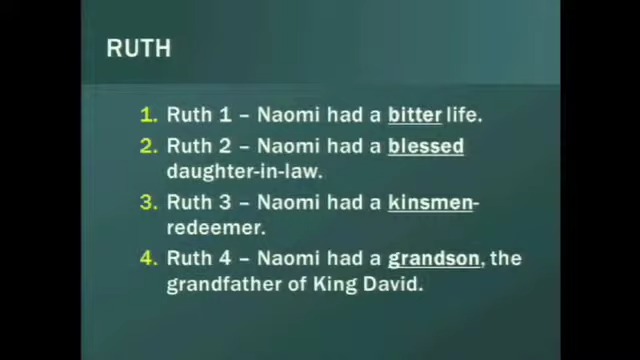 RUTH
1. Ruth 1 – Naomi had a bitter life.
2. Ruth 2 – Naomi had a blessed
daughter-in-law.
3. Ruth 3 – Naomi had a kinsmen-
redeemer.
4. Ruth 4 – Naomi had a grandson, the
grandfather of King David.